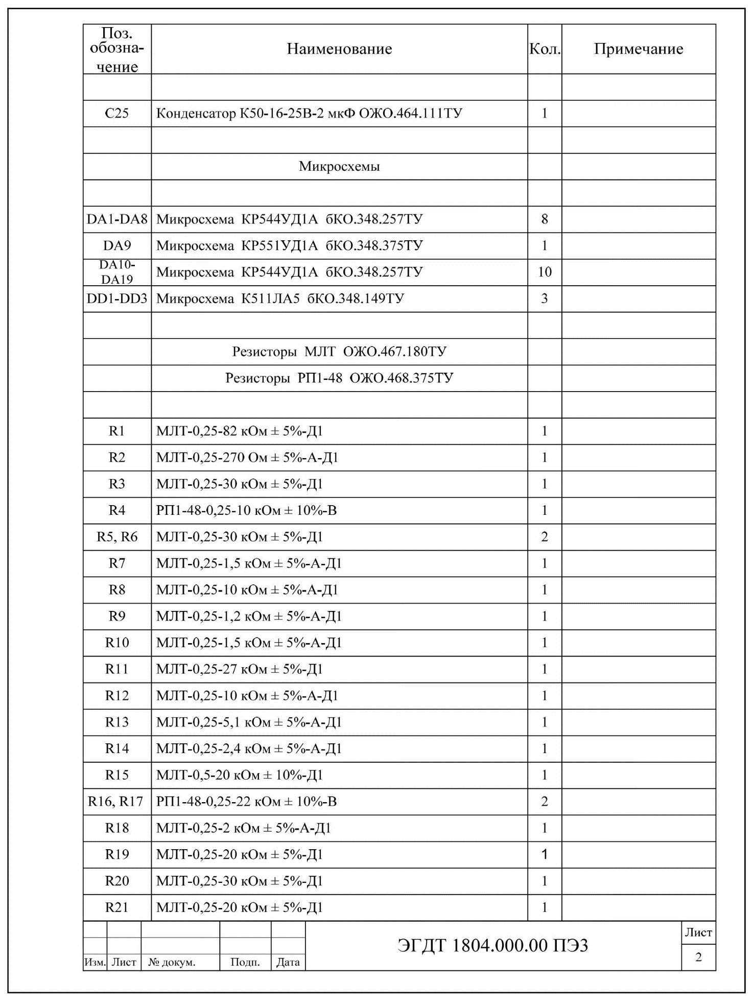 Поз. обозна- чение Наименование Кол. Примечание
C25 Конденсатор К50-16-25В-2 мкФ ОЖО.464.111ТУ 1
Микросхемы
DA1-DA8 Микросхема КР544УД1А бКО.348.257ТУ 8
DA9 Микросхема КР551УД1А бКО.348.375ТУ 1
DA10- DA19 Микросхема КР544УД1А бКО.348.257ТУ 10
DD1-DD3 Микросхема К511ЛА5 бКО.348.149ТУ 3
Резисторы МЛТ ОЖО.467.180ТУ
Резисторы РП1-48 ОЖО.468.375ТУ
R1 МЛТ-0,25-82 кОм ± 5%-Д1 1
R2 МЛТ-0,25-270 Ом ± 5%-А-Д1 1
R3 МЛТ-0,25-30 кОм ± 5%-Д1 1
R4 РП1-48-0,25-10 кОм ± 10%-В 1
R5, R6 МЛТ-0,25-30 кОм ± 5%-Д1 2
R7 МЛТ-0,25-1,5 кОм ± 5%-А-Д1 1
R8 МЛТ-0,25-10 кОм ± 5%-А-Д1 1
R9 МЛТ-0,25-1,2 кОм ± 5%-А-Д1 1
R10 МЛТ-0,25-1,5 кОм ± 5%-А-Д1 1
R11 МЛТ-0,25-27 кОм ± 5%-Д1 1
R12 МЛТ-0,25-10 кОм ± 5%-А-Д1 1
R13 МЛТ-0,25-5,1 кОм ± 5%-А-Д1 1
R14 МЛТ-0,25-2,4 кОм ± 5%-А-Д1 1
R15 МЛТ-0,5-20 кОм ± 10%-Д1 1
R16, R17 РП1-48-0,25-22 кОм ± 10%-В 2
R18 МЛТ-0,25-2 кОм ± 5%-А-Д1 1
R19 МЛТ-0,25-20 кОм ± 5%-Д1 1
R20 МЛТ-0,25-30 кОм ± 5%-Д1 1
R21 МЛТ-0,25-20 кОм ± 5%-Д1 1
Изм. Лист № докум. Подп. Дата
ЭГДТ 1804.000.00 ПЭ3
Лист
2